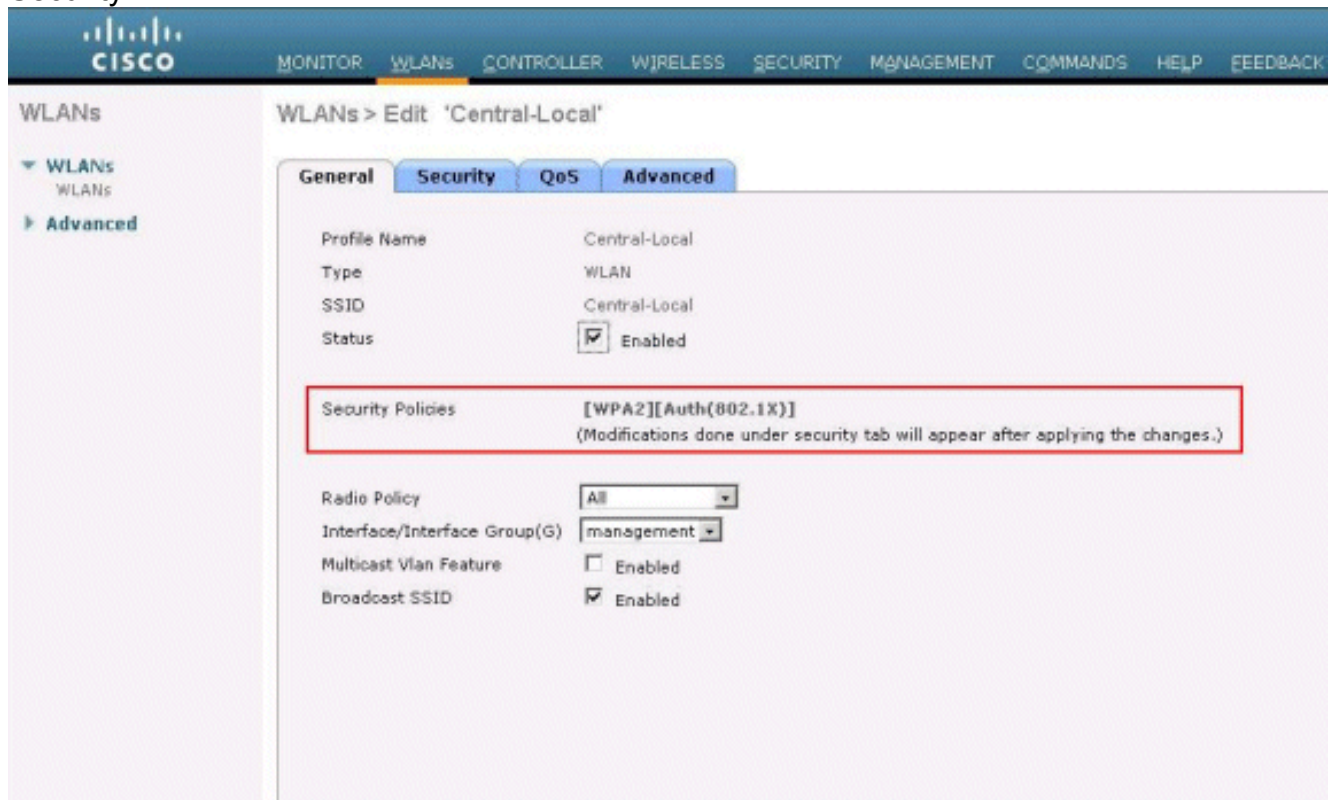 CISCO
MONITOR WLANs CONTROLLER WIRELESS SECURITY MANAGEMENT COMMANDS HELP FEEDBACK
WLANs
WLANs > Edit 'Central-Local'
WLANs
WLANs
Advanced
General Security QoS Advanced
Profile Name Central-Local
Type WLAN
SSID Central-Local
Status Enabled
Security Policies [WPA2][Auth(802.1X)]
(Modifications done under security tab will appear after applying the changes.)
Radio Policy All
Interface/Interface Group(G) management
Multicast Vlan Feature Enabled
Broadcast SSID Enabled